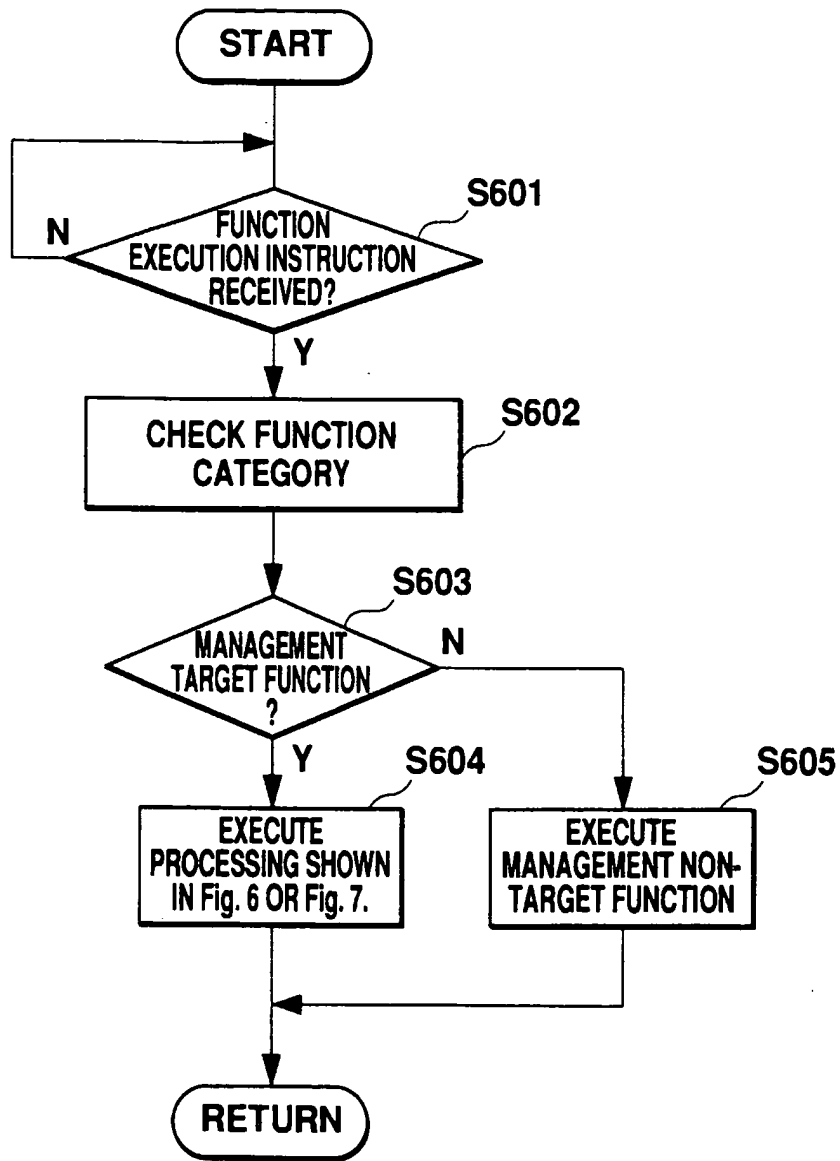 START
S601
N
FUNCTION
EXECUTION INSTRUCTION
RECEIVED?
Y
S602
CHECK FUNCTION
CATEGORY
S603
MANAGEMENT
TARGET FUNCTION
?
N
Y
S604
EXECUTE
PROCESSING SHOWN
IN Fig. 6 OR Fig. 7.
S605
EXECUTE
MANAGEMENT NON-
TARGET FUNCTION
RETURN